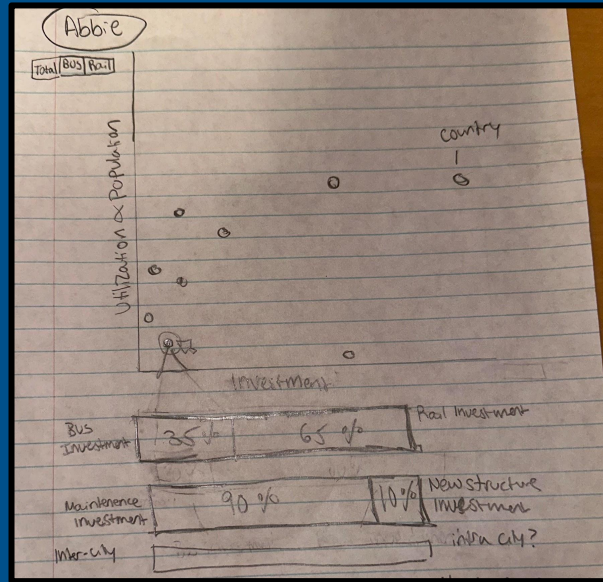 Abbie
Total BUS Rail
country
Utilization ∝ Population
Investment
BUS Investment
35%
65%
Rail Investment
Maintenence Investment
90%
10%
New structure Investment
Inter-city
intra city?